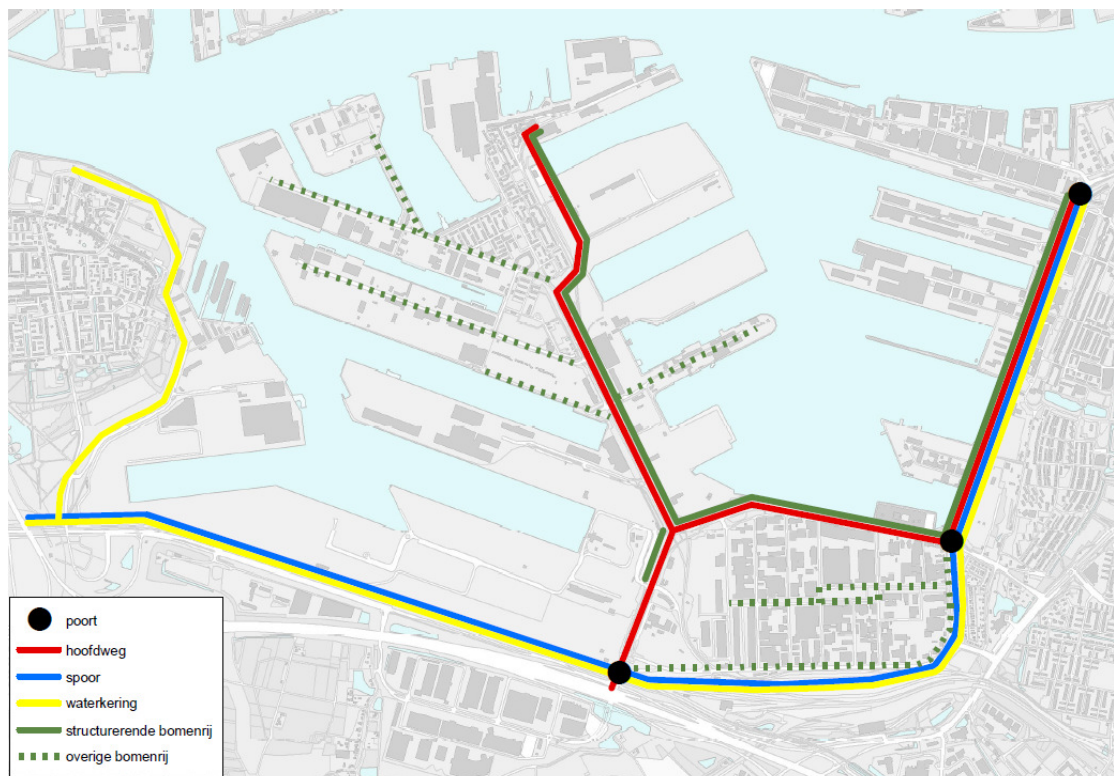 poort
hoofdweg
spoor
waterkering
structurerende bomenrij
overige bomenrij